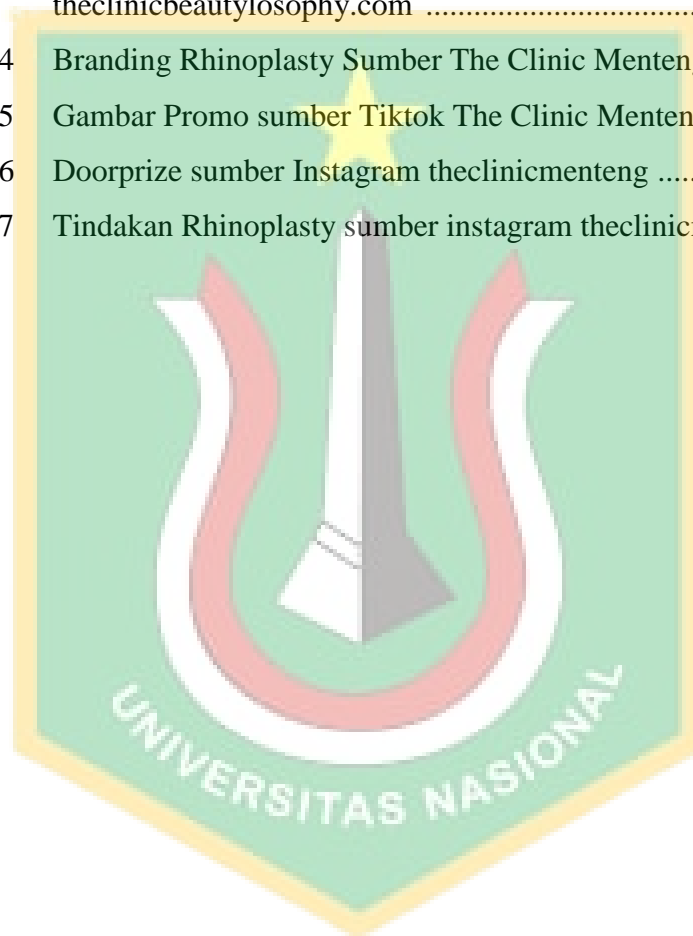 theclinicbeautylosophy.com ............................
4 Branding Rhinoplasty Sumber The Clinic Menteng
5 Gambar Promo sumber Tiktok The Clinic Menten
6 Doorprize sumber Instagram theclinicmenteng .....
7 Tindakan Rhinoplasty sumber instagram theclinic
UNIVERSITAS NASIONAL